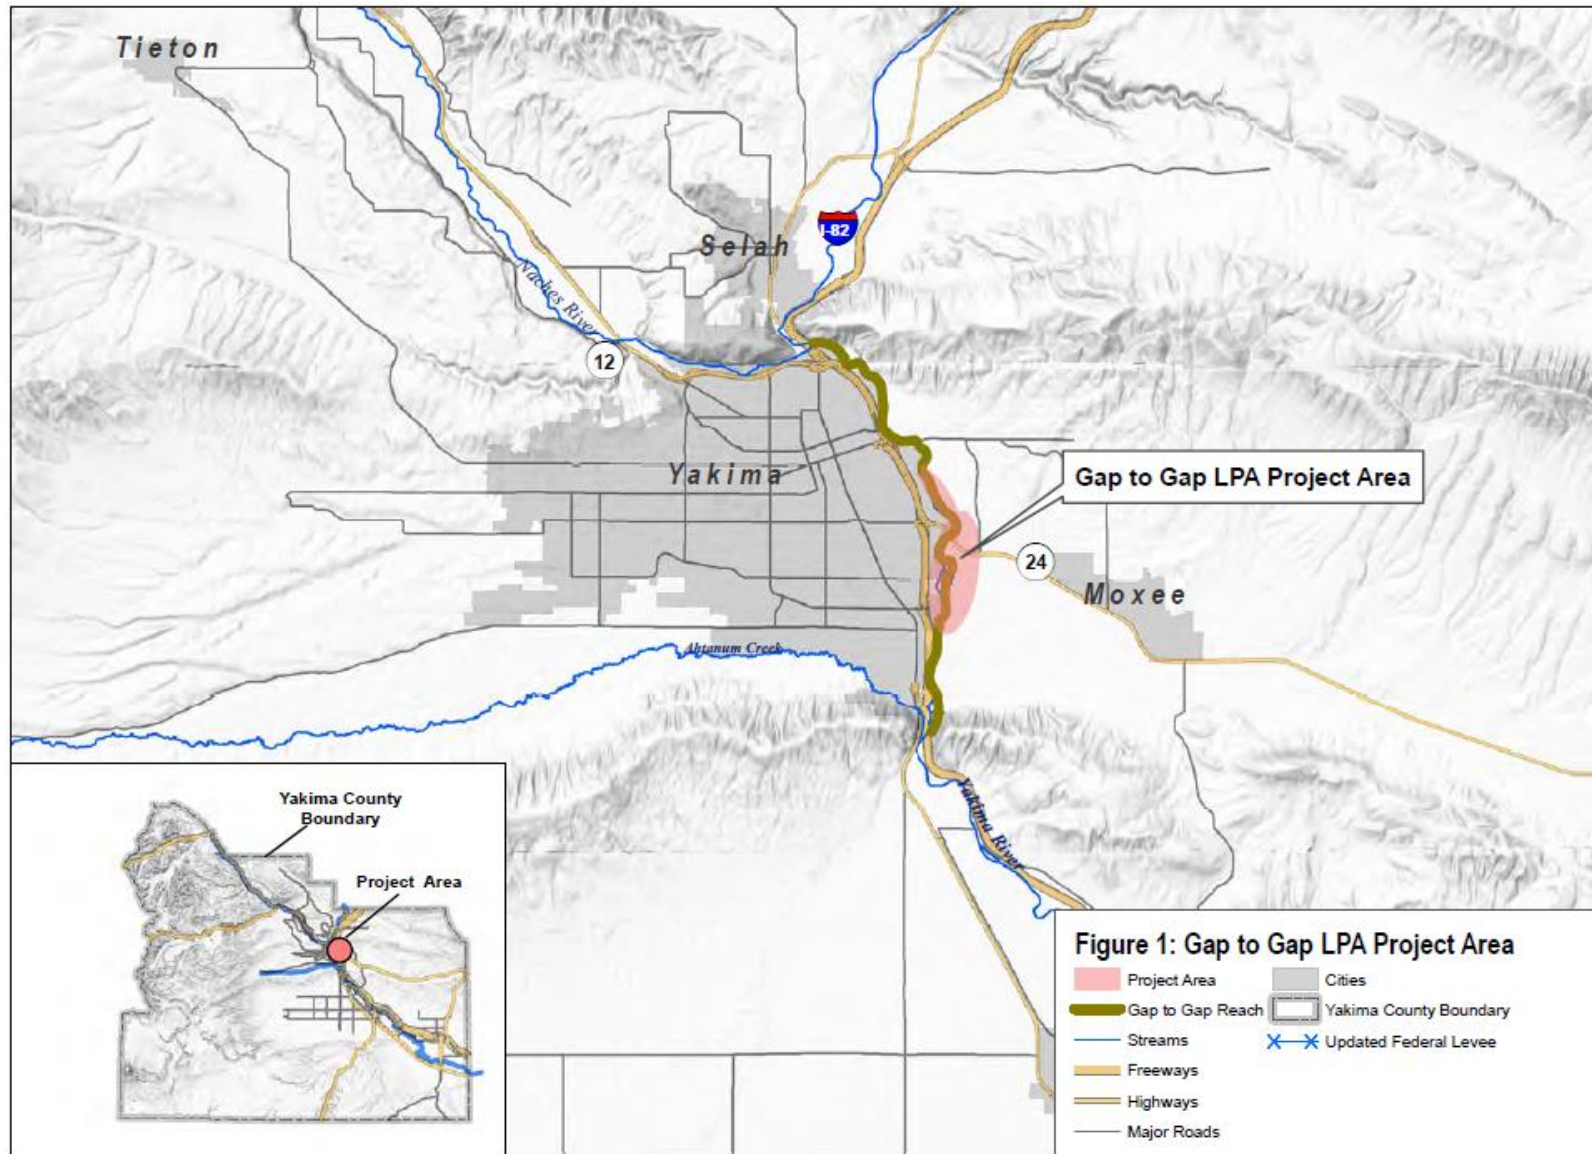 Tieton
Selah
I-82
Naches River
12
Yakima
Gap to Gap LPA Project Area
24
Moxee
Ahtanum Creek
Yakima River
Yakima County
Boundary
Project Area
Figure 1: Gap to Gap LPA Project Area
Project Area
Cities
Gap to Gap Reach
Yakima County Boundary
Streams
Updated Federal Levee
Freeways
Highways
Major Roads